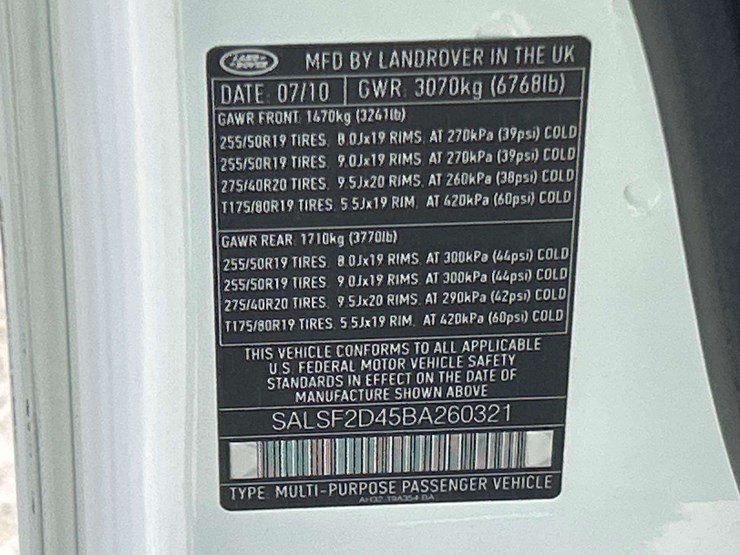 LAND ROVER
MFD BY LANDROVER IN THE UK
DATE: 07/10 GWR: 3070kg (6768lb)
GAWR FRONT: 1470kg (3241lb)
255/50R19 TIRES. 8.0Jx19 RIMS. AT 270kPa (39psi) COLD
255/50R19 TIRES. 9.0Jx19 RIMS. AT 270kPa (39psi) COLD
275/40R20 TIRES. 9.5Jx20 RIMS. AT 260kPa (38psi) COLD
T175/80R19 TIRES. 5.5Jx19 RIM. AT 420kPa (60psi) COLD
GAWR REAR: 1710kg (3770lb)
255/50R19 TIRES. 8.0Jx19 RIMS. AT 300kPa (44psi) COLD
255/50R19 TIRES. 9.0Jx19 RIMS. AT 300kPa (44psi) COLD
275/40R20 TIRES. 9.5Jx20 RIMS. AT 290kPa (42psi) COLD
T175/80R19 TIRES. 5.5Jx19 RIM. AT 420kPa (60psi) COLD
THIS VEHICLE CONFORMS TO ALL APPLICABLE
U.S. FEDERAL MOTOR VEHICLE SAFETY
STANDARDS IN EFFECT ON THE DATE OF
MANUFACTURE SHOWN ABOVE
SALSF2D45BA260321
TYPE: MULTI-PURPOSE PASSENGER VEHICLE